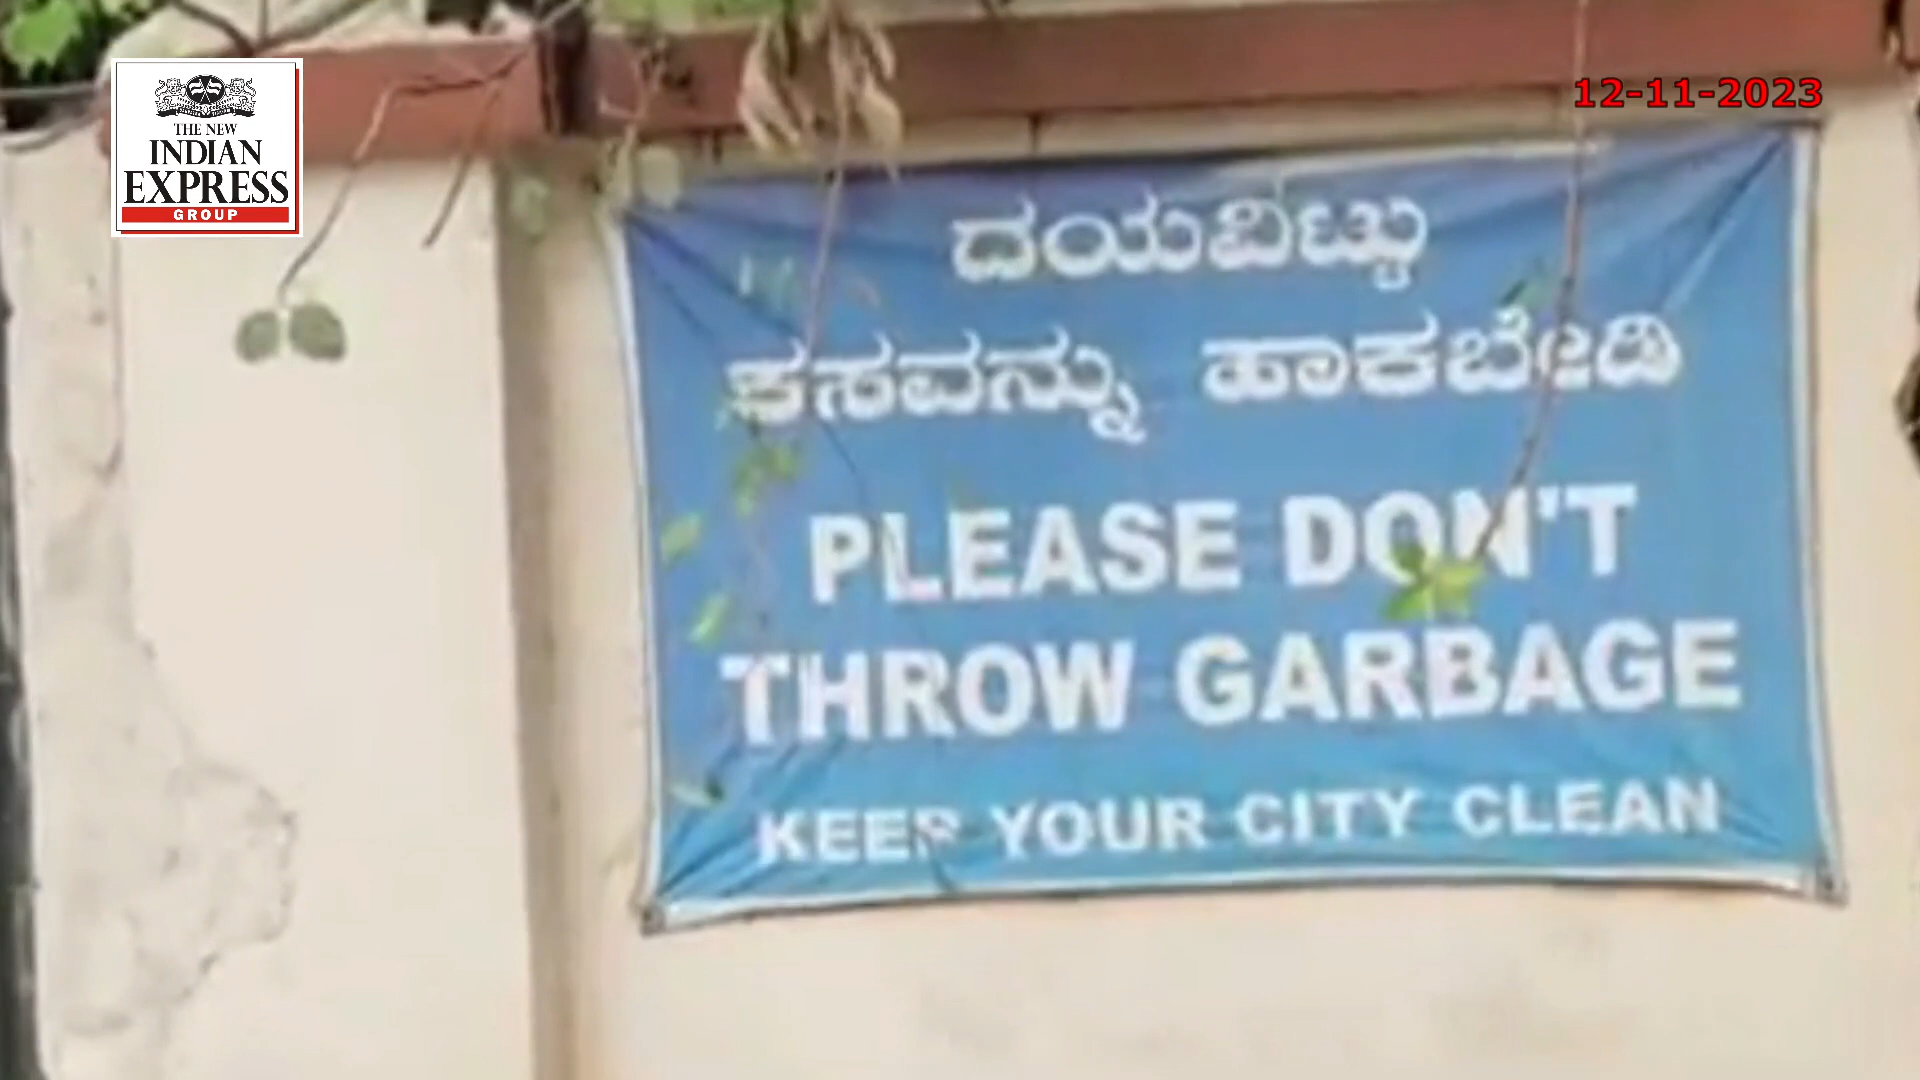 THE NEW
INDIAN
EXPRESS
GROUP
12-11-2023
ದಯವಿಟ್ಟು
ಕಸವನ್ನು ಹಾಕಬೇಡಿ
PLEASE DON'T
THROW GARBAGE
KEEP YOUR CITY CLEAN